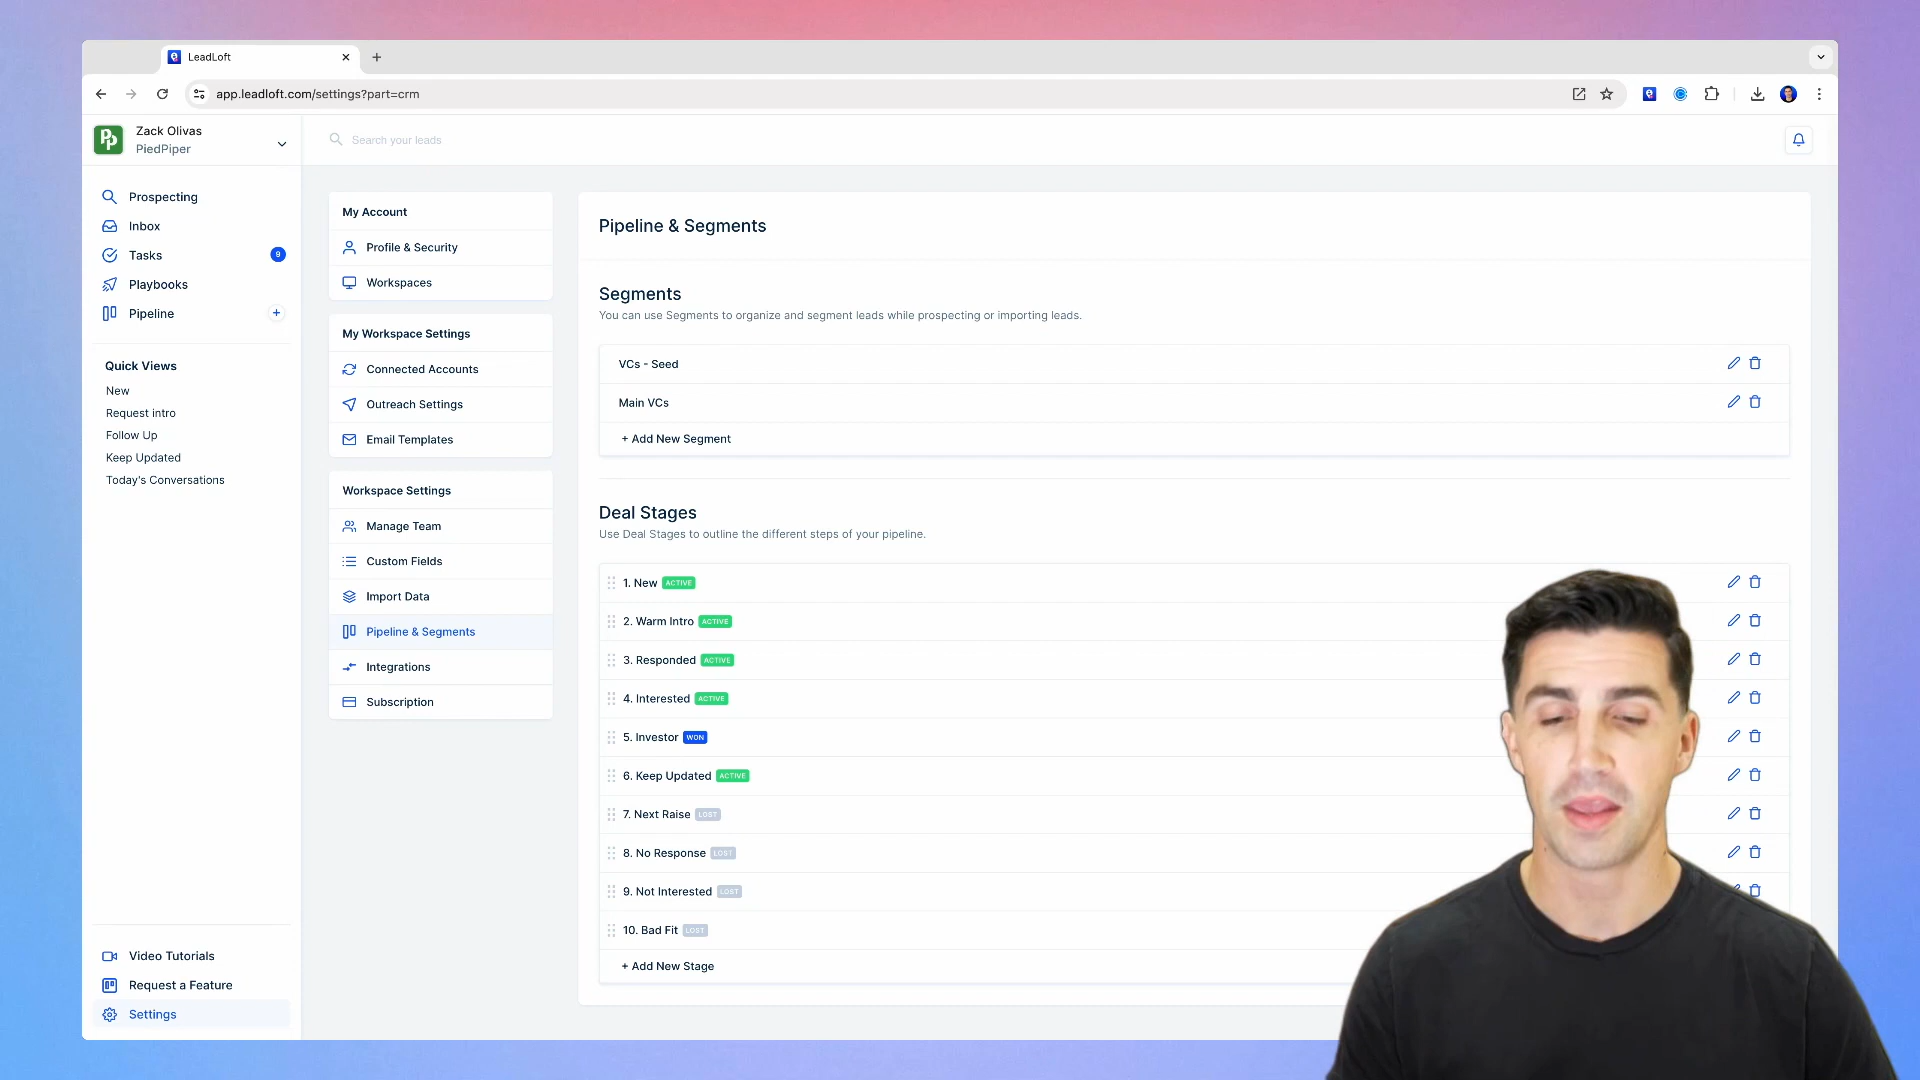 LeadLoft
app.leadloft.com/settings?part=crm
Zack Olivas
PiedPiper
Search your leads
Prospecting
Inbox
Tasks
9
Playbooks
Pipeline
Quick Views
New
Request intro
Follow Up
Keep Updated
Today's Conversations
Video Tutorials
Request a Feature
Settings
My Account
Profile & Security
Workspaces
My Workspace Settings
Connected Accounts
Outreach Settings
Email Templates
Workspace Settings
Manage Team
Custom Fields
Import Data
Pipeline & Segments
Integrations
Subscription
Pipeline & Segments
Segments
You can use Segments to organize and segment leads while prospecting or importing leads.
VCs - Seed
Main VCs
+ Add New Segment
Deal Stages
Use Deal Stages to outline the different steps of your pipeline.
1. New ACTIVE
2. Warm Intro ACTIVE
3. Responded ACTIVE
4. Interested ACTIVE
5. Investor WON
6. Keep Updated ACTIVE
7. Next Raise LOST
8. No Response LOST
9. Not Interested LOST
10. Bad Fit LOST
+ Add New Stage